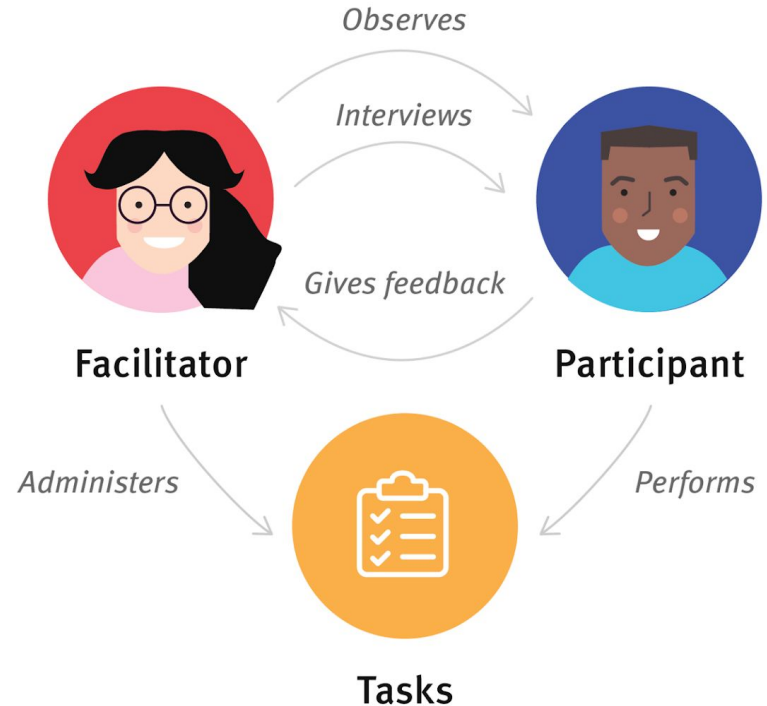 Observes
Interviews
Gives feedback
Facilitator
Participant
Administers
Performs
Tasks